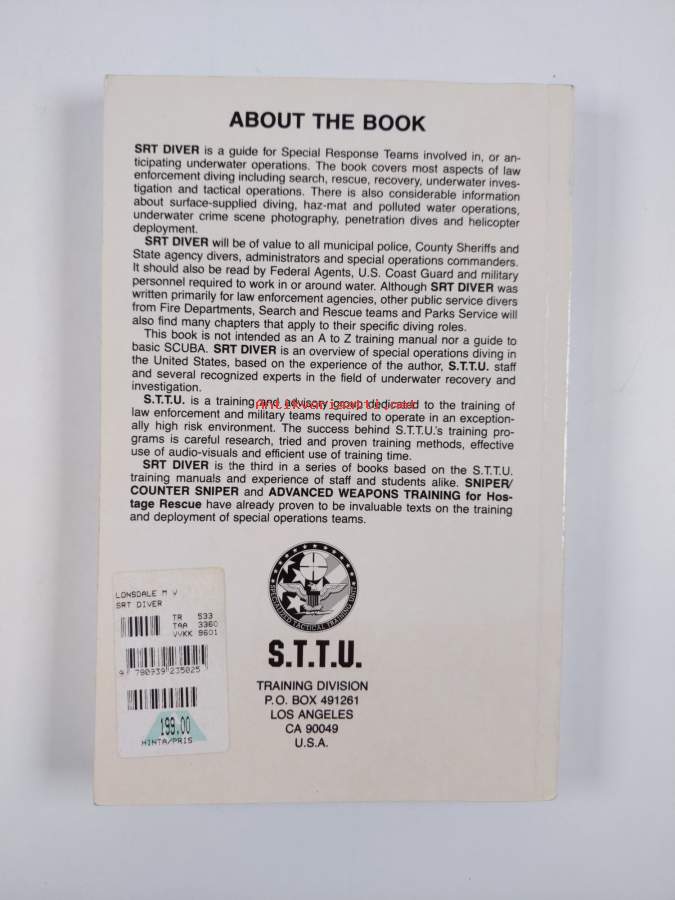 ABOUT THE BOOK
SRT DIVER is a guide for Special Response Teams involved in, or an-
ticipating underwater operations. The book covers most aspects of law
enforcement diving including search, rescue, recovery, underwater inves-
tigation and tactical operations. There is also considerable information
about surface-supplied diving, haz-mat and polluted water operations,
underwater crime scene photography, penetration dives and helicopter
deployment.
SRT DIVER will be of value to all municipal police, County Sheriffs and
State agency divers, administrators and special operations commanders.
It should also be read by Federal Agents, U.S. Coast Guard and military
personnel required to work in or around water. Although SRT DIVER was
written primarily for law enforcement agencies, other public service divers
from Fire Departments, Search and Rescue teams and Parks Service will
also find many chapters that apply to their specific diving roles.
This book is not intended as an A to Z training manual nor a guide to
basic SCUBA. SRT DIVER is an overview of special operations diving in
the United States, based on the experience of the author, S.T.T.U. staff
and several recognized experts in the field of underwater recovery and
investigation.
S.T.T.U. is a training and advisory group dedicated to the training of
law enforcement and military teams required to operate in an exception-
ally high risk environment. The success behind S.T.T.U.'s training pro-
grams is careful research, tried and proven training methods, effective
use of audio-visuals and efficient use of training time.
SRT DIVER is the third in a series of books based on the S.T.T.U.
training manuals and experience of staff and students alike. SNIPER/
COUNTER SNIPER and ADVANCED WEAPONS TRAINING for Hos-
tage Rescue have already proven to be invaluable texts on the training
and deployment of special operations teams.
SPECIALIZED TACTICAL TRAINING UNIT
S.T.T.U.
TRAINING DIVISION
P.O. BOX 491261
LOS ANGELES
CA 90049
U.S.A.
LONSDALE M V
SRT DIVER
TR 533
TAA 3360
VVKK 9601
9 780939 235025
199.00
HINTA/PRIS